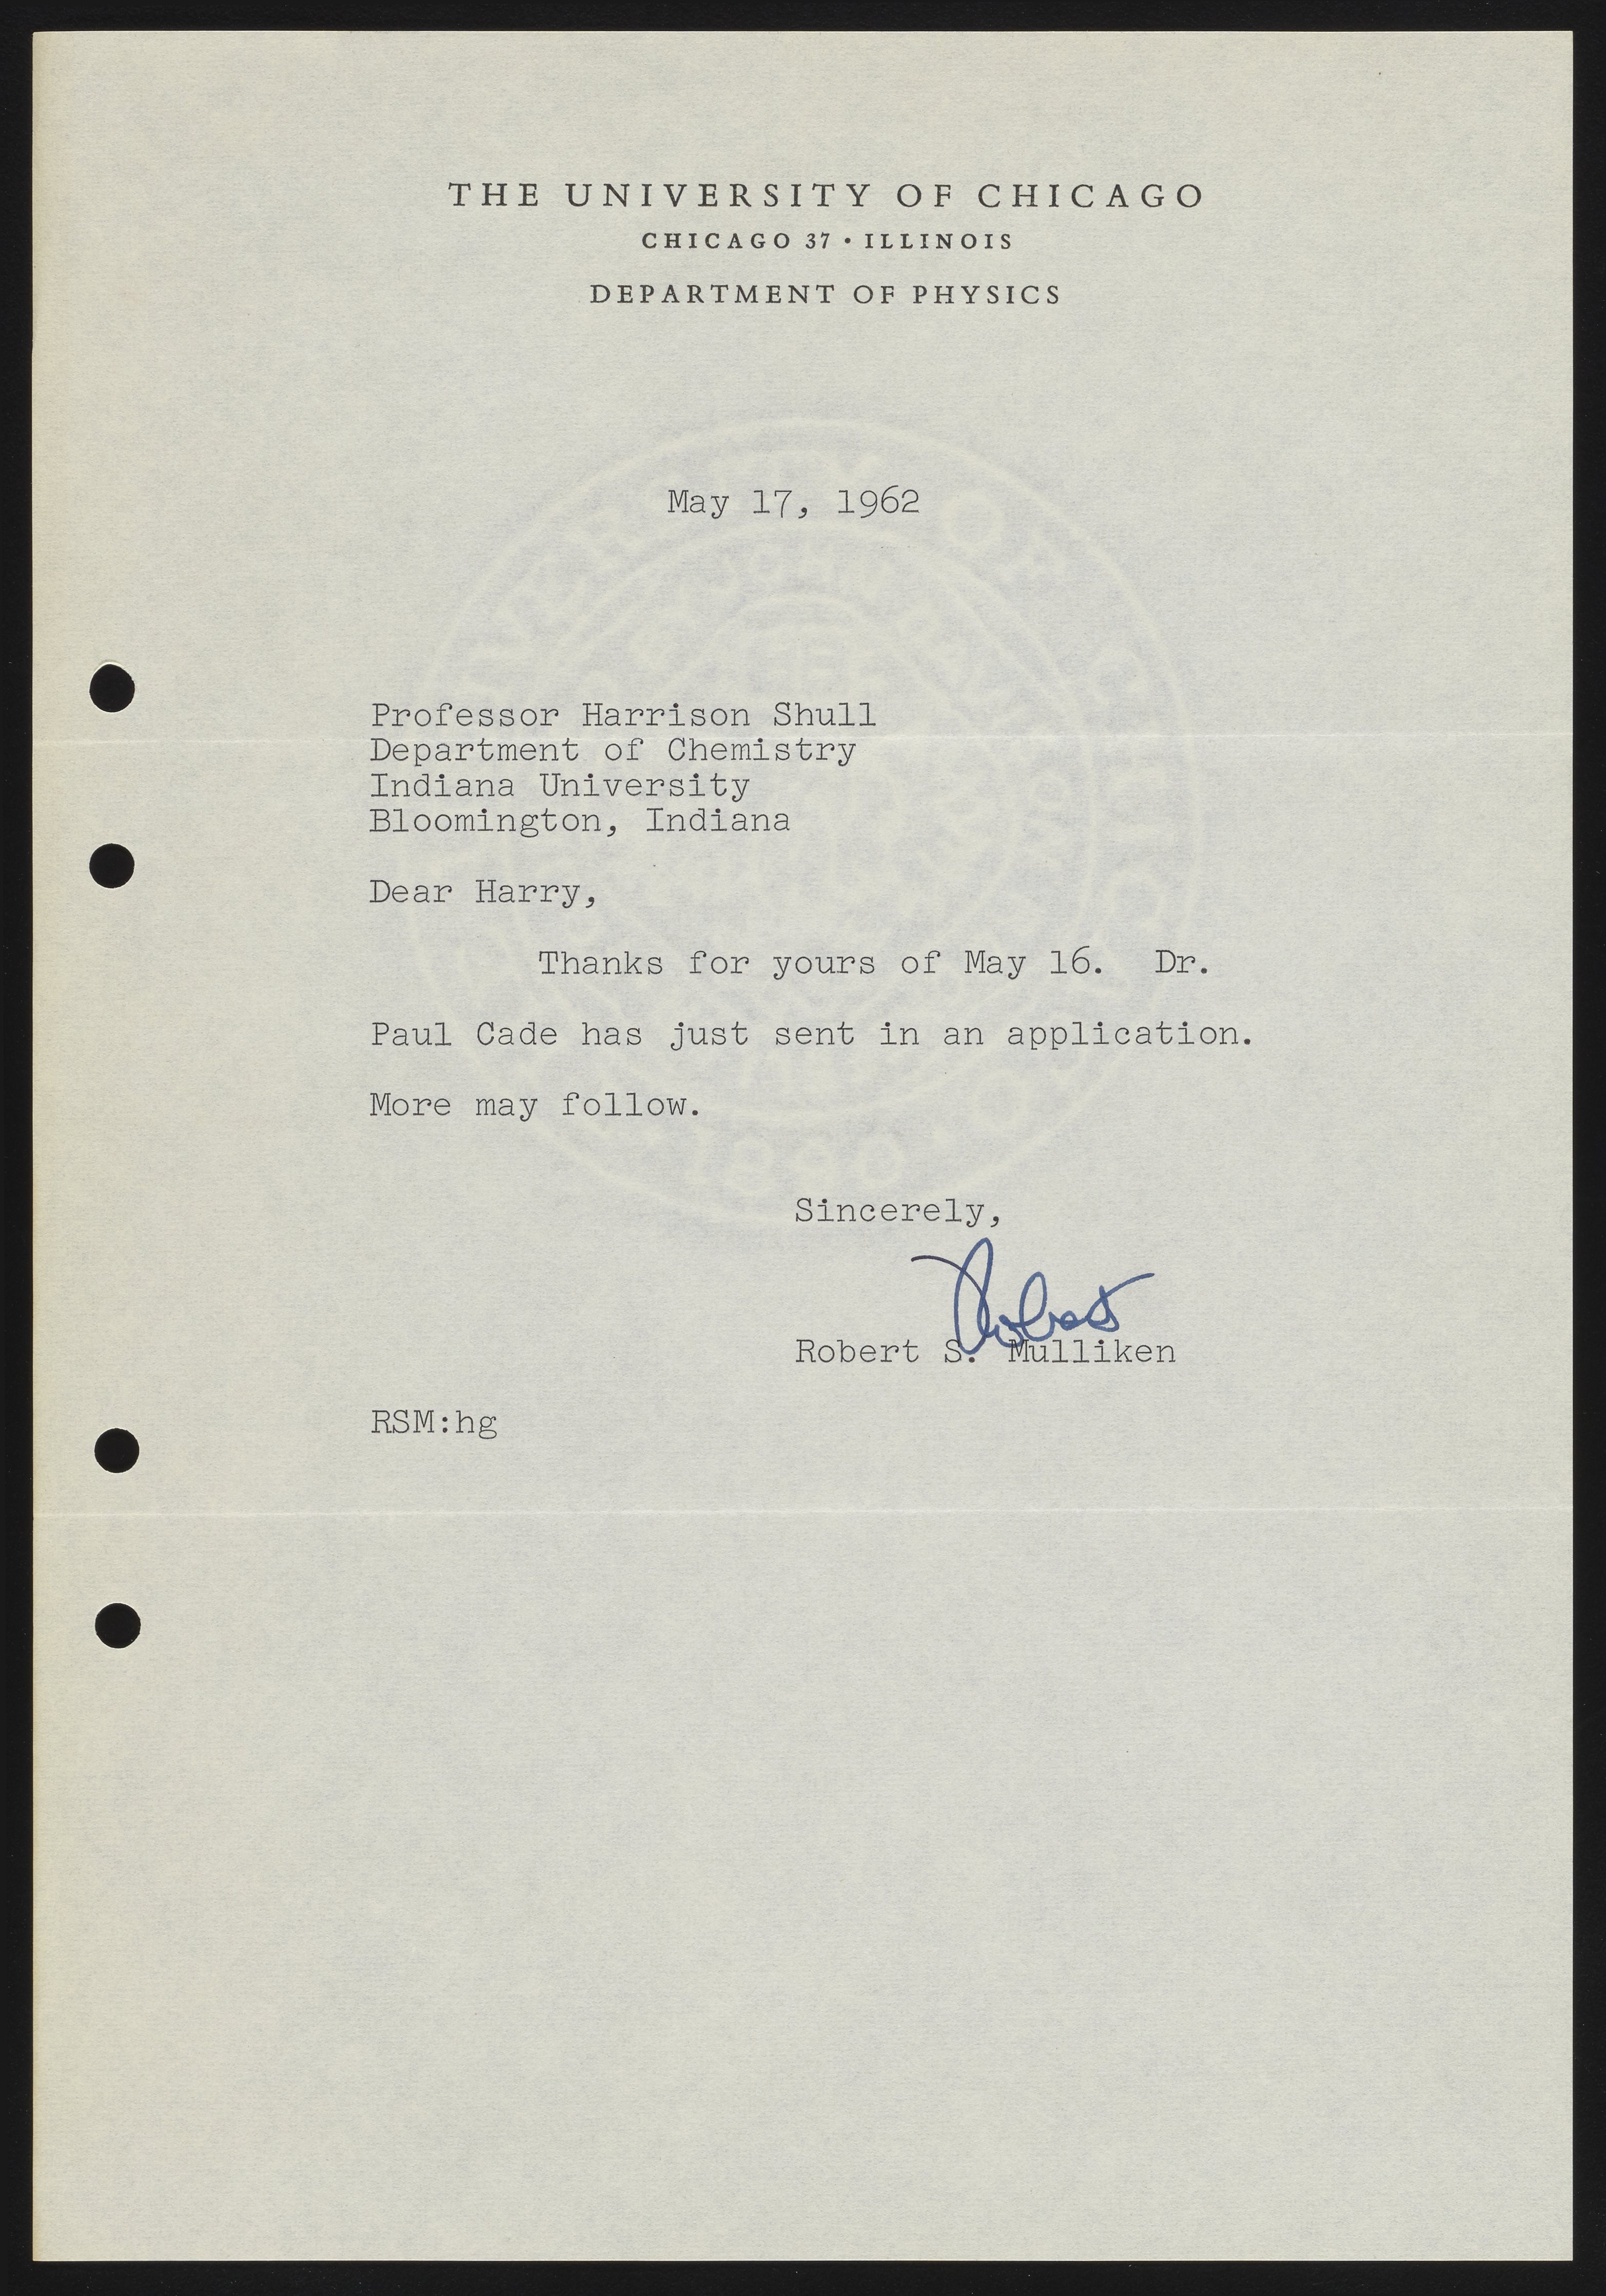 THE UNIVERSITY OF CHICAGO
CHICAGO 37 • ILLINOIS
DEPARTMENT OF PHYSICS
May 17, 1962
Professor Harrison Shull
Department of Chemistry
Indiana University
Bloomington, Indiana
Dear Harry,
Thanks for yours of May 16. Dr.
Paul Cade has just sent in an application.
More may follow.
Sincerely,
Robert
Robert S. Mulliken
RSM:hg